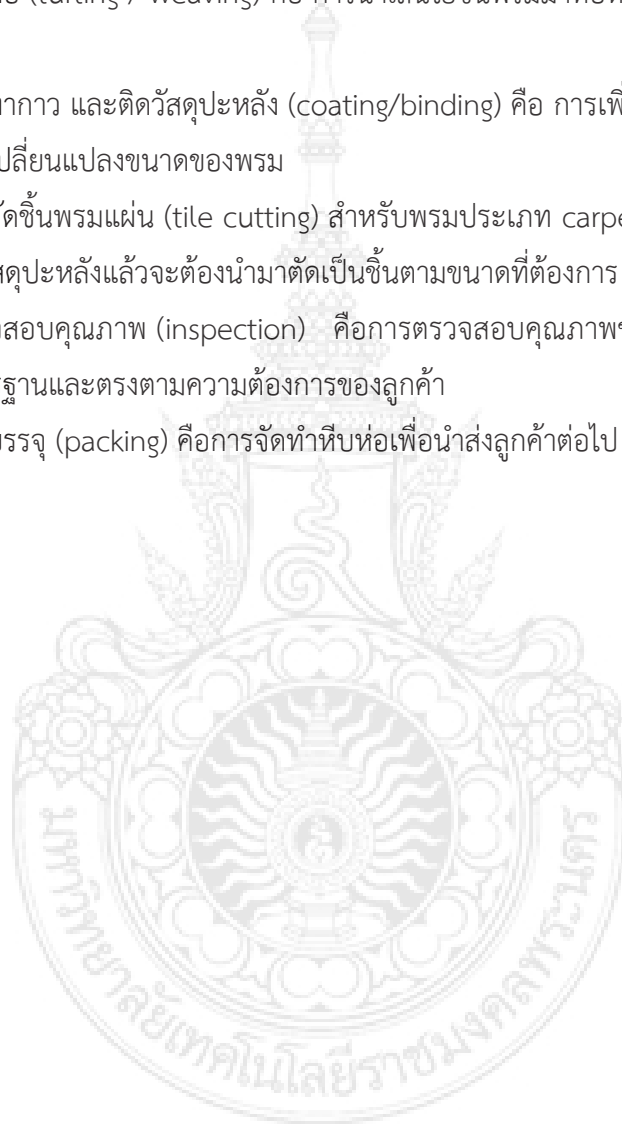 (tufting / weaving) คือ การนำเส้นใยขึ้นพรมมาทอ
ทากาว และติดวัสดุปะหลัง (coating/binding) คือ การเพิ่
เปลี่ยนแปลงขนาดของพรม
ตัดชิ้นพรมแผ่น (tile cutting) สำหรับพรมประเภท carpe
สดุปะหลังแล้วจะต้องนำมาตัดเป็นชิ้นตามขนาดที่ต้องการ
สอบคุณภาพ (inspection) คือการตรวจสอบคุณภาพข
รฐานและตรงตามความต้องการของลูกค้า
บรรจุ (packing) คือการจัดทำหีบห่อเพื่อนำส่งลูกค้าต่อไป
มหาวิทยาลัยเทคโนโลยีราชมงคลพระนคร